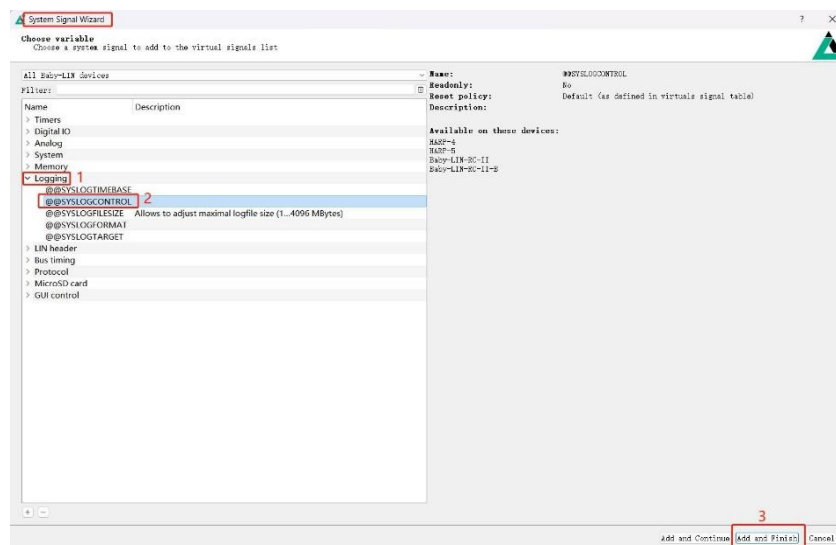 System Signal Wizard ? ×
Choose variable
Choose a system signal to add to the virtual signals list
All Baby-LIN devices
Filter:
Name Description
> Timers
> Digital IO
> Analog
> System
> Memory
Logging 1
@@SYSLOGTIMEBASE
@@SYSLOGCONTROL 2
@@SYSLOGFILESIZE Allows to adjust maximal logfile size (1...4096 MBytes)
@@SYSLOGFORMAT
@@SYSLOGTARGET
> LIN header
> Bus timing
> Protocol
> MicroSD card
> GUI control
Name: @@SYSLOGCONTROL
Readonly: No
Reset policy: Default (as defined in virtuals signal table)
Description:
Available on these devices:
HARP-4
HARP-5
Baby-LIN-RC-II
Baby-LIN-RC-II-B
+ −
3
Add and Continue Add and Finish Cancel